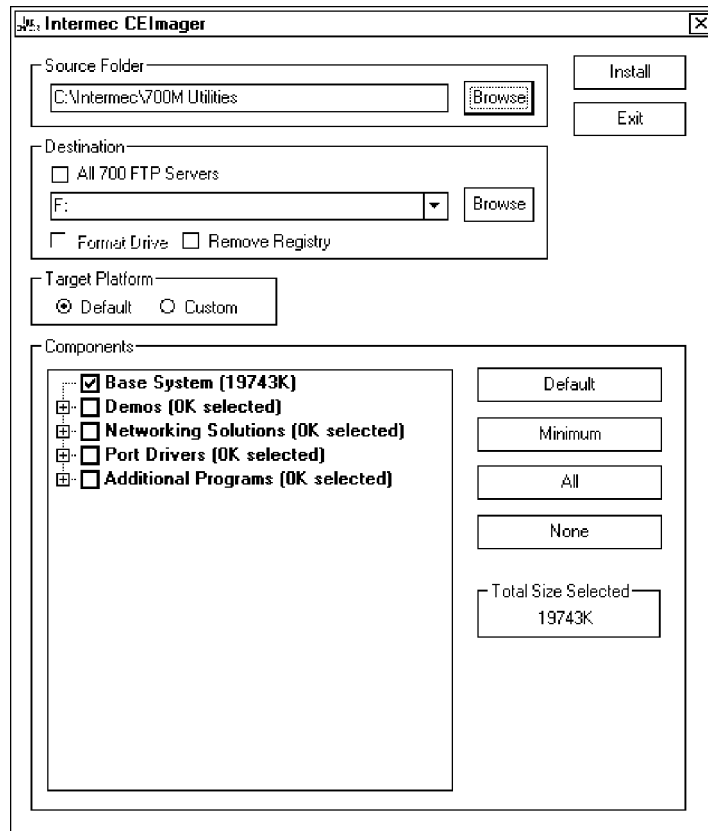 Intermec CEImager
Source Folder
C:\Intermec\700M Utilities
Browse
Install
Exit
Destination
All 700 FTP Servers
F:
Browse
Format Drive
Remove Registry
Target Platform
Default
Custom
Components
Base System (19743K)
Demos (0K selected)
Networking Solutions (0K selected)
Port Drivers (0K selected)
Additional Programs (0K selected)
Default
Minimum
All
None
Total Size Selected
19743K